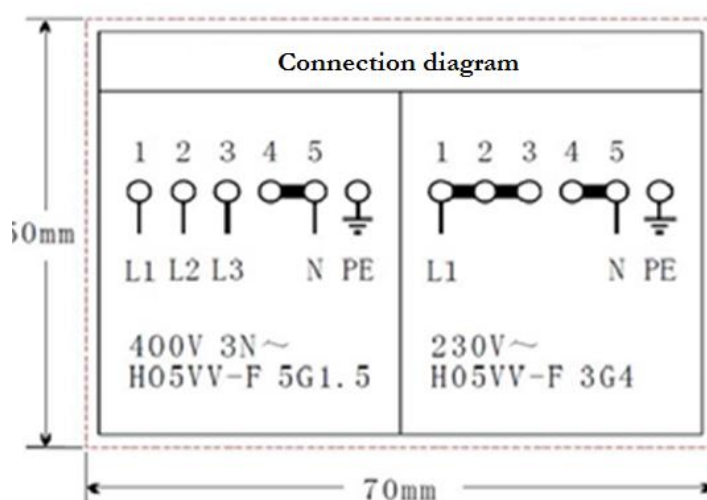 Connection diagram
1 2 3 4 5
L1 L2 L3 N PE
400V 3N~
H05VV-F 5G1.5
1 2 3 4 5
L1 N PE
230V~
H05VV-F 3G4
70mm